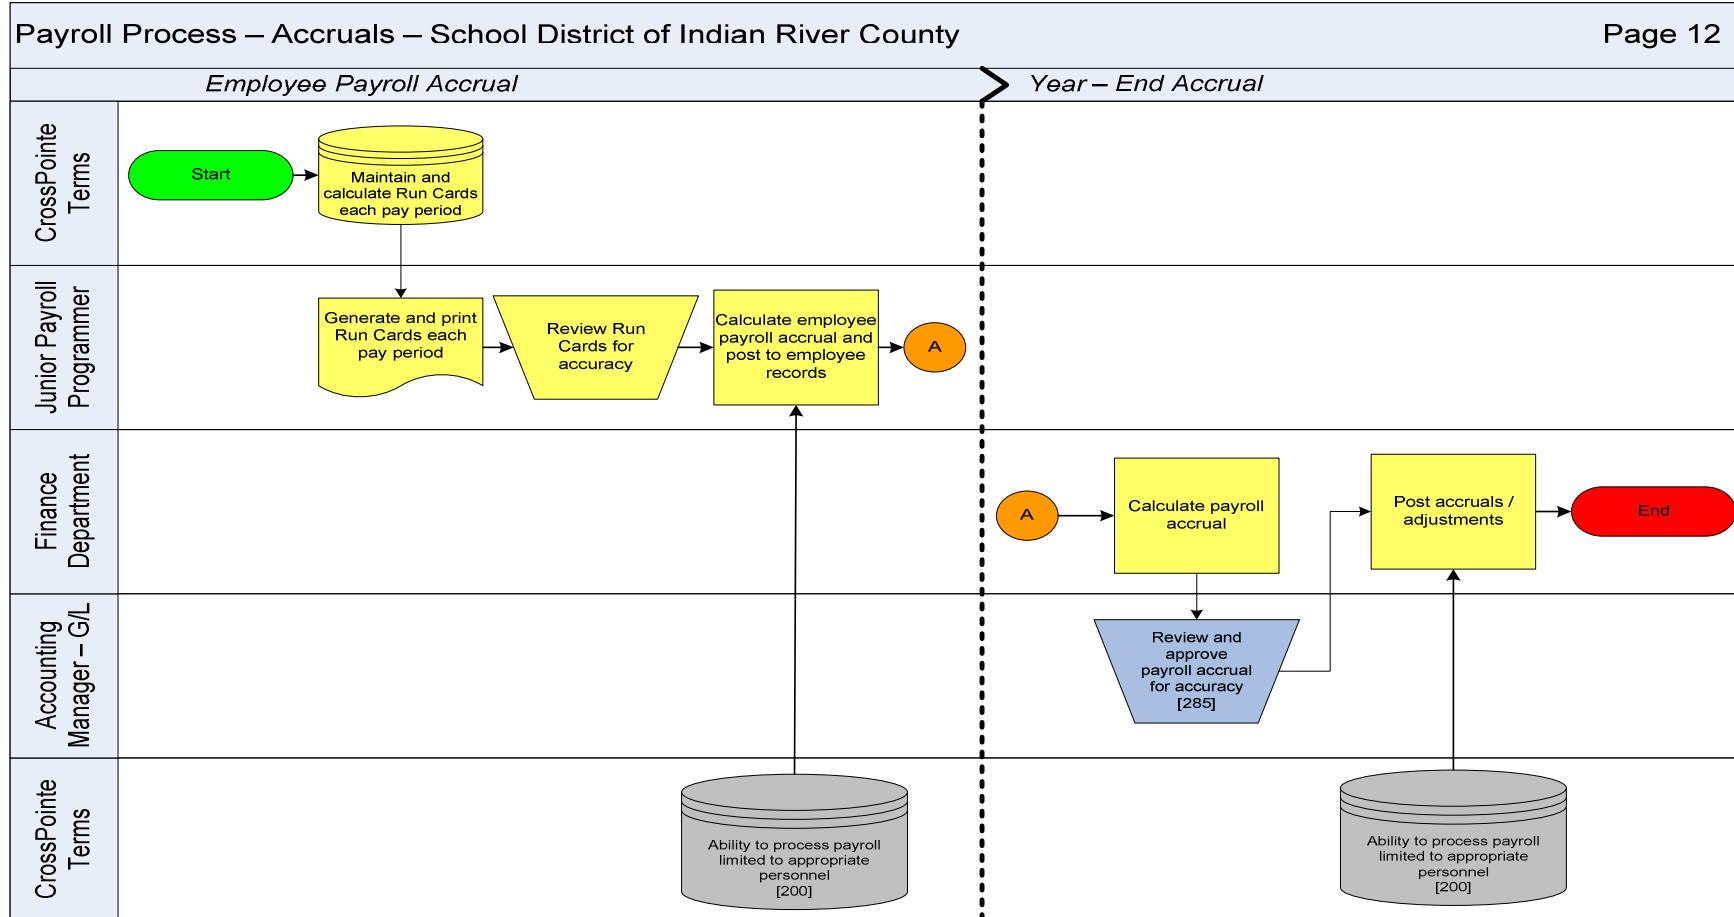 Payroll Process – Accruals – School District of Indian River County
Page 12
Employee Payroll Accrual
Year – End Accrual
CrossPointe
Terms
Start
Maintain and
calculate Run Cards
each pay period
Junior Payroll
Programmer
Generate and print
Run Cards each
pay period
Review Run
Cards for
accuracy
Calculate employee
payroll accrual and
post to employee
records
A
Finance
Department
A
Calculate payroll
accrual
Post accruals /
adjustments
End
Accounting
Manager – G/L
Review and
approve
payroll accrual
for accuracy
[285]
CrossPointe
Terms
Ability to process payroll
limited to appropriate
personnel
[200]
Ability to process payroll
limited to appropriate
personnel
[200]